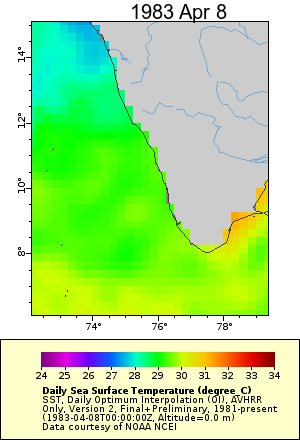 1983 Apr 8
14°
12°
10°
8°
74°
76°
78°
24 25 26 27 28 29 30 31 32 33 34
Daily Sea Surface Temperature (degree_C)
SST, Daily Optimum Interpolation (OI), AVHRR
Only, Version 2, Final+Preliminary, 1981-present
(1983-04-08T00:00:00Z, Altitude=0.0 m)
Data courtesy of NOAA NCEI